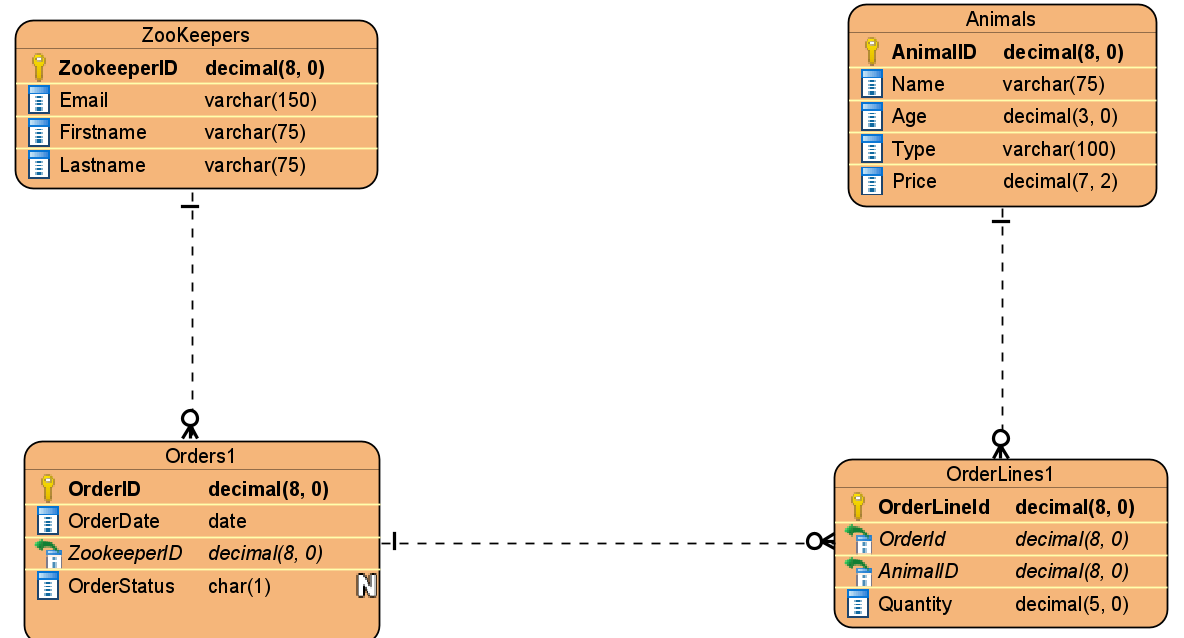 ZooKeepers
ZookeeperID decimal(8, 0)
Email varchar(150)
Firstname varchar(75)
Lastname varchar(75)
Animals
AnimalID decimal(8, 0)
Name varchar(75)
Age decimal(3, 0)
Type varchar(100)
Price decimal(7, 2)
Orders1
OrderID decimal(8, 0)
OrderDate date
ZookeeperID decimal(8, 0)
OrderStatus char(1) N
OrderLines1
OrderLineId decimal(8, 0)
OrderId decimal(8, 0)
AnimalID decimal(8, 0)
Quantity decimal(5, 0)